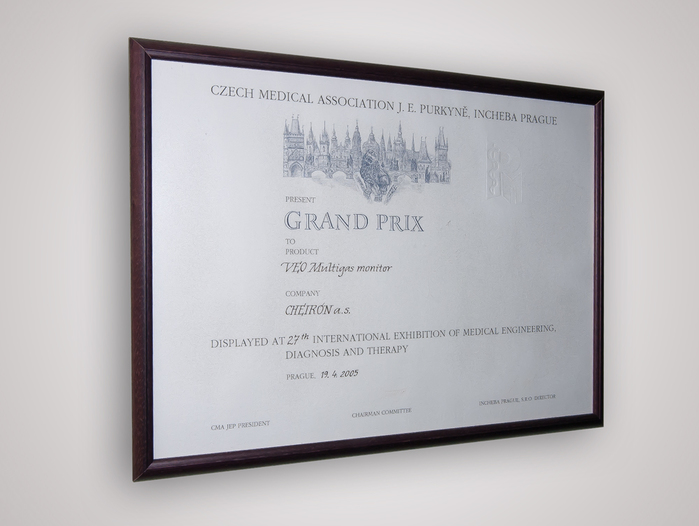 CZECH MEDICAL ASSOCIATION J. E. PURKYNĚ, INCHEBA PRAGUE
PRESENT
GRAND PRIX
TO
PRODUCT
VEO Multigas monitor
COMPANY
CHEIRÓN a.s.
DISPLAYED AT 27th INTERNATIONAL EXHIBITION OF MEDICAL ENGINEERING,
DIAGNOSIS AND THERAPY
PRAGUE, 19. 4. 2005
CMA JEP PRESIDENT
CHAIRMAN COMMITTEE
INCHEBA PRAGUE, DIRECTOR